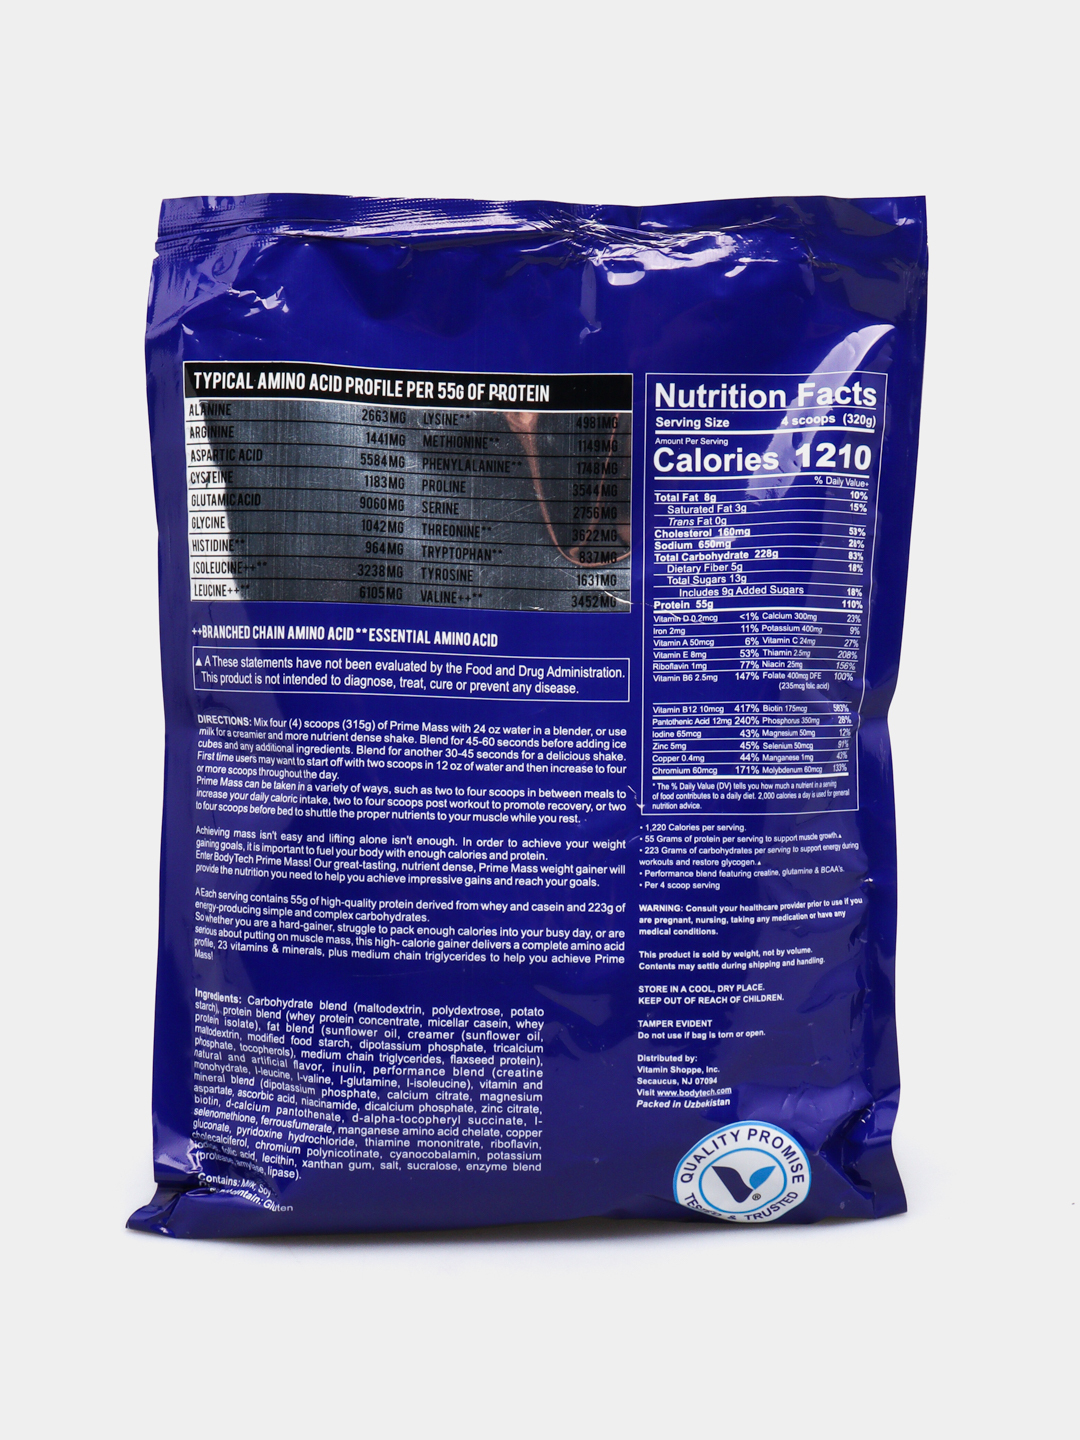 TYPICAL AMINO ACID PROFILE PER 55G OF PROTEIN
ALANINE 2663MG LYSINE** 4981MG
ARGININE 1441MG METHIONINE** 1149MG
ASPARTIC ACID 5584MG PHENYLALANINE** 1748MG
CYSTEINE 1183MG PROLINE 3544MG
GLUTAMIC ACID 9060MG SERINE 2756MG
GLYCINE 1042MG THREONINE** 3622MG
HISTIDINE** 964MG TRYPTOPHAN** 837MG
ISOLEUCINE++** 3238MG TYROSINE 1631MG
LEUCINE++** 6105MG VALINE++** 3452MG
++BRANCHED CHAIN AMINO ACID **ESSENTIAL AMINO ACID
▲ A These statements have not been evaluated by the Food and Drug Administration.
This product is not intended to diagnose, treat, cure or prevent any disease.
DIRECTIONS: Mix four (4) scoops (315g) of Prime Mass with 24 oz water in a blender, or use
milk for a creamier and more nutrient dense shake. Blend for 45-60 seconds before adding ice
cubes and any additional ingredients. Blend for another 30-45 seconds for a delicious shake.
First time users may want to start off with two scoops in 12 oz of water and then increase to four
or more scoops throughout the day.
Prime Mass can be taken in a variety of ways, such as two to four scoops in between meals to
increase your daily caloric intake, two to four scoops post workout to promote recovery, or two
to four scoops before bed to shuttle the proper nutrients to your muscle while you rest.
Achieving mass isn't easy and lifting alone isn't enough. In order to achieve your weight
gaining goals, it is important to fuel your body with enough calories and protein.
Enter BodyTech Prime Mass! Our great-tasting, nutrient dense, Prime Mass weight gainer will
provide the nutrition you need to help you achieve impressive gains and reach your goals.
AEach serving contains 55g of high-quality protein derived from whey and casein and 223g of
energy-producing simple and complex carbohydrates.
So whether you are a hard-gainer, struggle to pack enough calories into your busy day, or are
serious about putting on muscle mass, this high- calorie gainer delivers a complete amino acid
profile, 23 vitamins & minerals, plus medium chain triglycerides to help you achieve Prime
Mass!
Ingredients: Carbohydrate blend (maltodextrin, polydextrose, potato
starch), protein blend (whey protein concentrate, micellar casein, whey
protein isolate), fat blend (sunflower oil, creamer (sunflower oil,
maltodextrin, modified food starch, dipotassium phosphate, tricalcium
phosphate, tocopherols), medium chain triglycerides, flaxseed protein),
natural and artificial flavor, inulin, performance blend (creatine
monohydrate, l-leucine, l-valine, l-glutamine, l-isoleucine), vitamin and
mineral blend (dipotassium phosphate, calcium citrate, magnesium
aspartate, ascorbic acid, niacinamide, dicalcium phosphate, zinc citrate,
biotin, d-calcium pantothenate, d-alpha-tocopheryl succinate, l-
selenomethione, ferrousfumerate, manganese amino acid chelate, copper
gluconate, pyridoxine hydrochloride, thiamine mononitrate, riboflavin,
cholecalciferol, chromium polynicotinate, cyanocobalamin, potassium
iodine, folic acid, lecithin, xanthan gum, salt, sucralose, enzyme blend
(protease, amylase, lipase).
Contains: Milk, Soy
Contain: Gluten
Nutrition Facts
Serving Size 4 scoops (320g)
Amount Per Serving
Calories 1210
% Daily Value*
Total Fat 8g 10%
Saturated Fat 3g 15%
Trans Fat 0g
Cholesterol 160mg 53%
Sodium 650mg 28%
Total Carbohydrate 228g 83%
Dietary Fiber 5g 18%
Total Sugars 13g
Includes 9g Added Sugars 18%
Protein 55g 110%
Vitamin D 0.2mcg <1% Calcium 300mg 23%
Iron 2mg 11% Potassium 400mg 9%
Vitamin A 50mcg 6% Vitamin C 24mg 27%
Vitamin E 8mg 53% Thiamin 2.5mg 208%
Riboflavin 1mg 77% Niacin 25mg 156%
Vitamin B6 2.5mg 147% Folate 400mcg DFE 100%
(235mcg folic acid)
Vitamin B12 10mcg 417% Biotin 175mcg 583%
Pantothenic Acid 12mg 240% Phosphorus 350mg 28%
Iodine 65mcg 43% Magnesium 50mg 12%
Zinc 5mg 45% Selenium 50mcg 91%
Copper 0.4mg 44% Manganese 1mg 43%
Chromium 60mcg 171% Molybdenum 60mcg 133%
* The % Daily Value (DV) tells you how much a nutrient in a serving
of food contributes to a daily diet. 2,000 calories a day is used for general
nutrition advice.
• 1,220 Calories per serving.
• 55 Grams of protein per serving to support muscle growth.▲
• 223 Grams of carbohydrates per serving to support energy during
workouts and restore glycogen.▲
• Performance blend featuring creatine, glutamine & BCAA's.
• Per 4 scoop serving
WARNING: Consult your healthcare provider prior to use if you
are pregnant, nursing, taking any medication or have any
medical conditions.
This product is sold by weight, not by volume.
Contents may settle during shipping and handling.
STORE IN A COOL, DRY PLACE.
KEEP OUT OF REACH OF CHILDREN.
TAMPER EVIDENT
Do not use if bag is torn or open.
Distributed by:
Vitamin Shoppe, Inc.
Secaucus, NJ 07094
Visit www.bodytech.com
Packed in Uzbekistan
QUALITY PROMISE
®
TESTED & TRUSTED